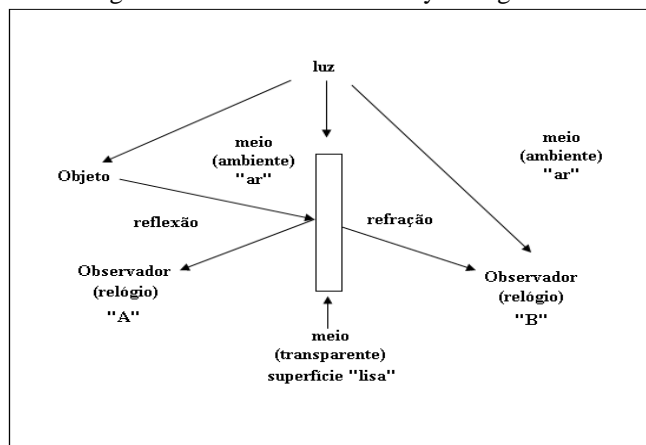 luz
meio
(ambiente)
"ar"
meio
(ambiente)
"ar"
Objeto
reflexão
refração
Observador
(relógio)
"A"
Observador
(relógio)
"B"
meio
(transparente)
superfície "lisa"